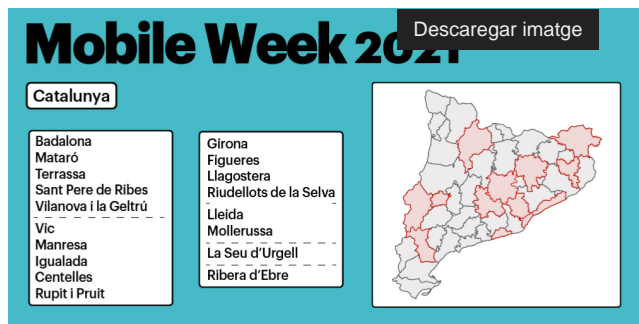 Mobile Week 2021
Descaregar imatge
Catalunya
Badalona
Mataró
Terrassa
Sant Pere de Ribes
Vilanova i la Geltrú
Vic
Manresa
Igualada
Centelles
Rupit i Pruit
Girona
Figueres
Llagostera
Riudellots de la Selva
Lleida
Mollerussa
La Seu d'Urgell
Ribera d'Ebre